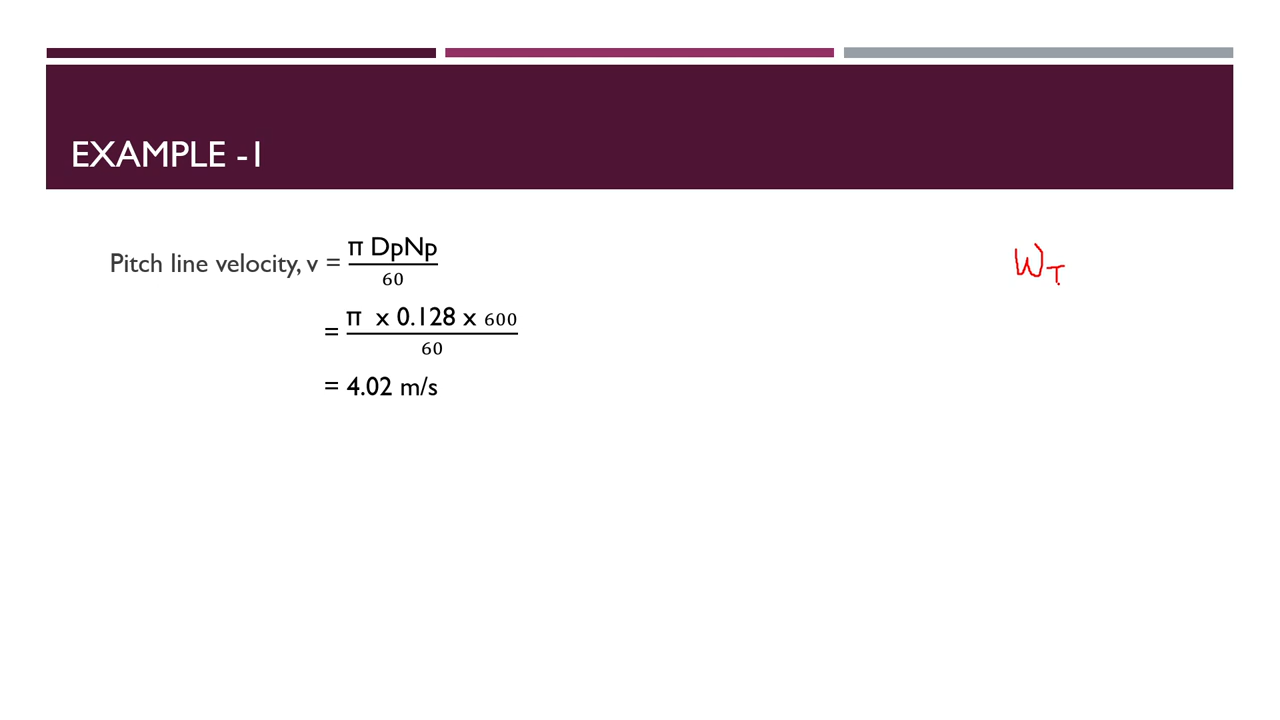 EXAMPLE -1
Pitch line velocity, v = π DpNp / 60
= π x 0.128 x 600 / 60
= 4.02 m/s
W_T